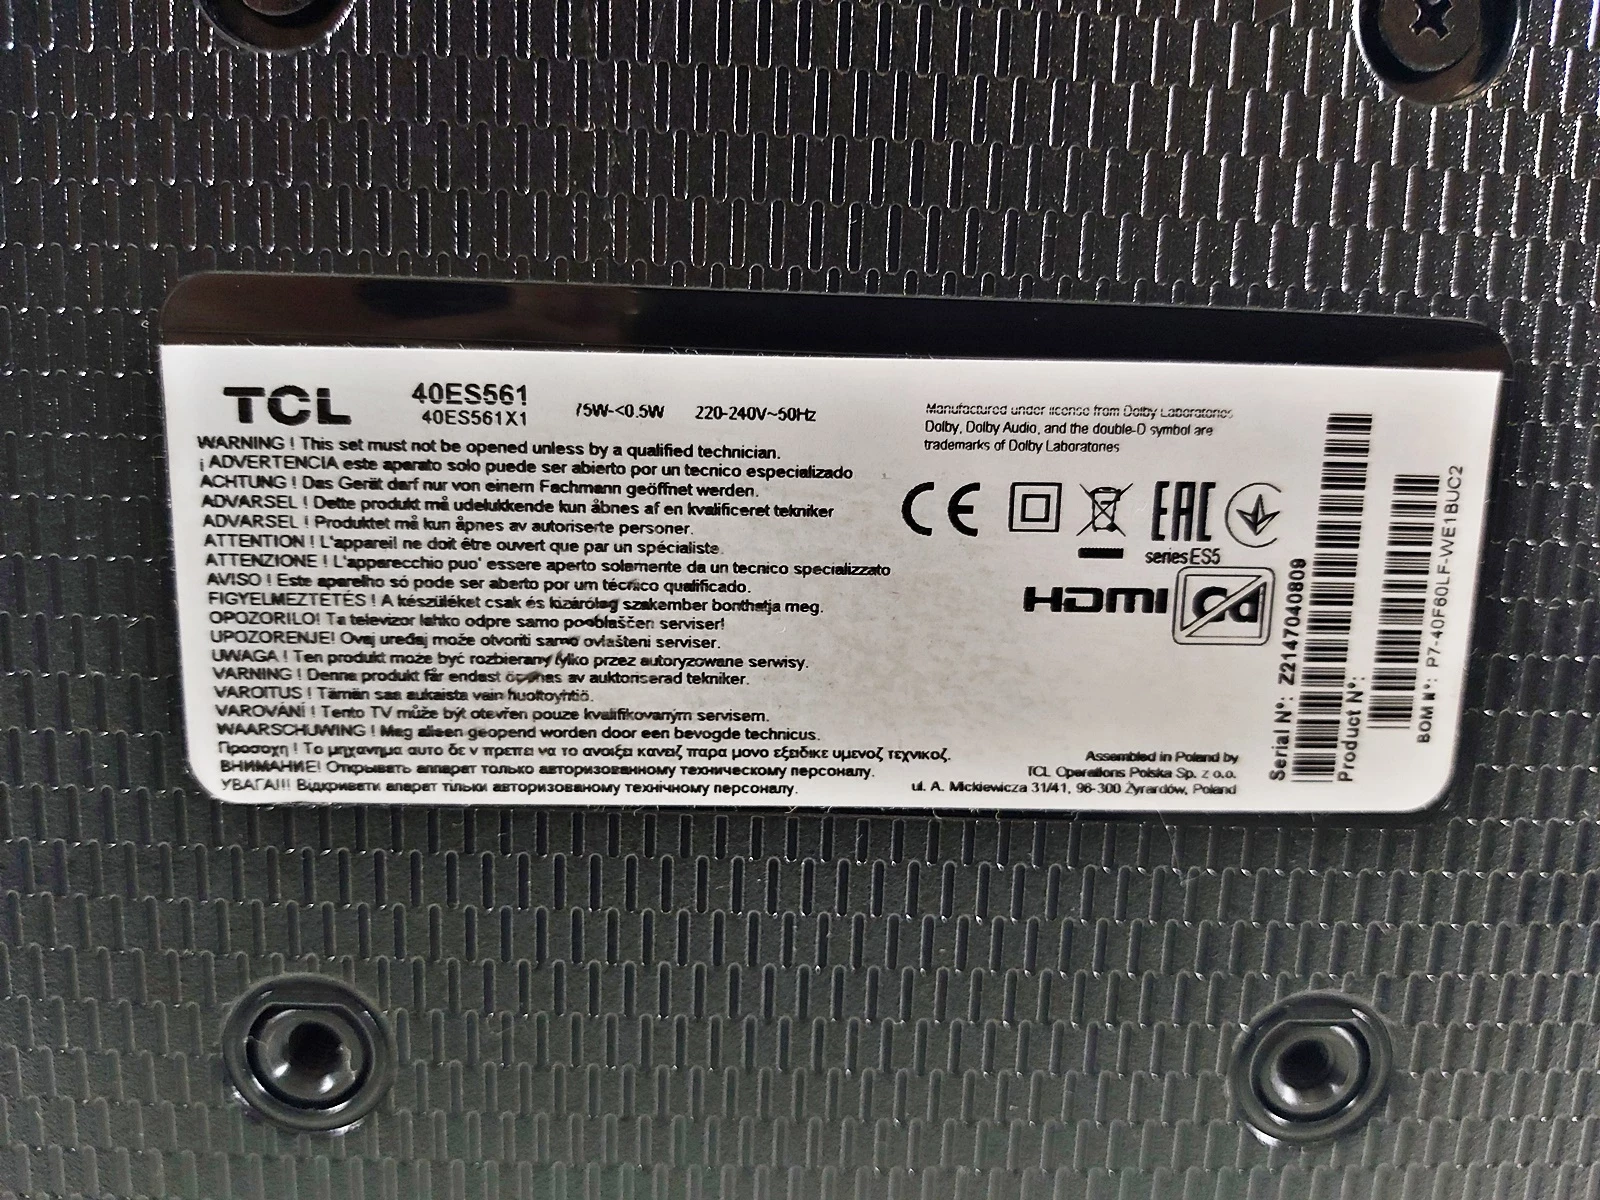 TCL
40ES561
40ES561X1
75W-<0.5W
220-240V~50Hz
WARNING ! This set must not be opened unless by a qualified technician.
¡ ADVERTENCIA este aparato solo puede ser abierto por un tecnico especializado
ACHTUNG ! Das Gerät darf nur von einem Fachmann geöffnet werden.
ADVARSEL ! Dette produkt må udelukkende kun åbnes af en kvalificeret tekniker
ADVARSEL ! Produktet må kun åpnes av autoriserte personer.
ATTENTION ! L'appareil ne doit être ouvert que par un spécialiste.
ATTENZIONE ! L'apparecchio puo' essere aperto solamente da un tecnico specializzato
AVISO ! Este aparelho só pode ser aberto por um técnico qualificado.
FIGYELMEZTETÉS ! A készüléket csak és kizárólag szakember bonthatja meg.
OPOZORILO! Ta televizor lahko odpre samo pooblaščen serviser!
UPOZORENJE! Ovaj uređaj može otvoriti samo ovlašteni serviser.
UWAGA ! Ten produkt może być rozbierany tylko przez autoryzowane serwisy.
VARNING ! Denna produkt får endast öppnas av auktoriserad tekniker.
VAROITUS ! Tämän saa aukaista vain huoltoyhtiö.
VAROVÁNÍ ! Tento TV může být otevřen pouze kvalifikovaným servisem.
WAARSCHUWING ! Mag alleen geopend worden door een bevogde technicus.
Προσοχη ! Το μηχανημα αυτο δε ν πρεπει να το ανοιξει κανεις παρα μονο εξειδικε υμενος τεχνικος.
ВНИМАНИЕ! Открывать аппарат только авторизованному техническому персоналу.
УВАГА!!! Відкривати апарат тільки авторизованому технічному персоналу.
Manufactured under license from Dolby Laboratories.
Dolby, Dolby Audio, and the double-D symbol are
trademarks of Dolby Laboratories
CE
EAC
series ES5
HDMI
Assembled in Poland by
TCL Operations Polska Sp. z o.o.
ul. A. Mickiewicza 31/41, 96-300 Żyrardów, Poland
Serial N°: Z2147040809
Product N°:
BOM N°: P7-40F60LF-WE1BUC2